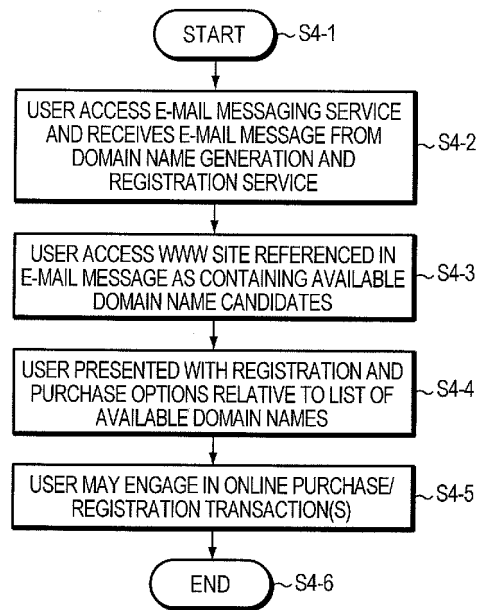 START
S4-1
USER ACCESS E-MAIL MESSAGING SERVICE
AND RECEIVES E-MAIL MESSAGE FROM
DOMAIN NAME GENERATION AND
REGISTRATION SERVICE
S4-2
USER ACCESS WWW SITE REFERENCED IN
E-MAIL MESSAGE AS CONTAINING AVAILABLE
DOMAIN NAME CANDIDATES
S4-3
USER PRESENTED WITH REGISTRATION AND
PURCHASE OPTIONS RELATIVE TO LIST OF
AVAILABLE DOMAIN NAMES
S4-4
USER MAY ENGAGE IN ONLINE PURCHASE/
REGISTRATION TRANSACTION(S)
S4-5
END
S4-6